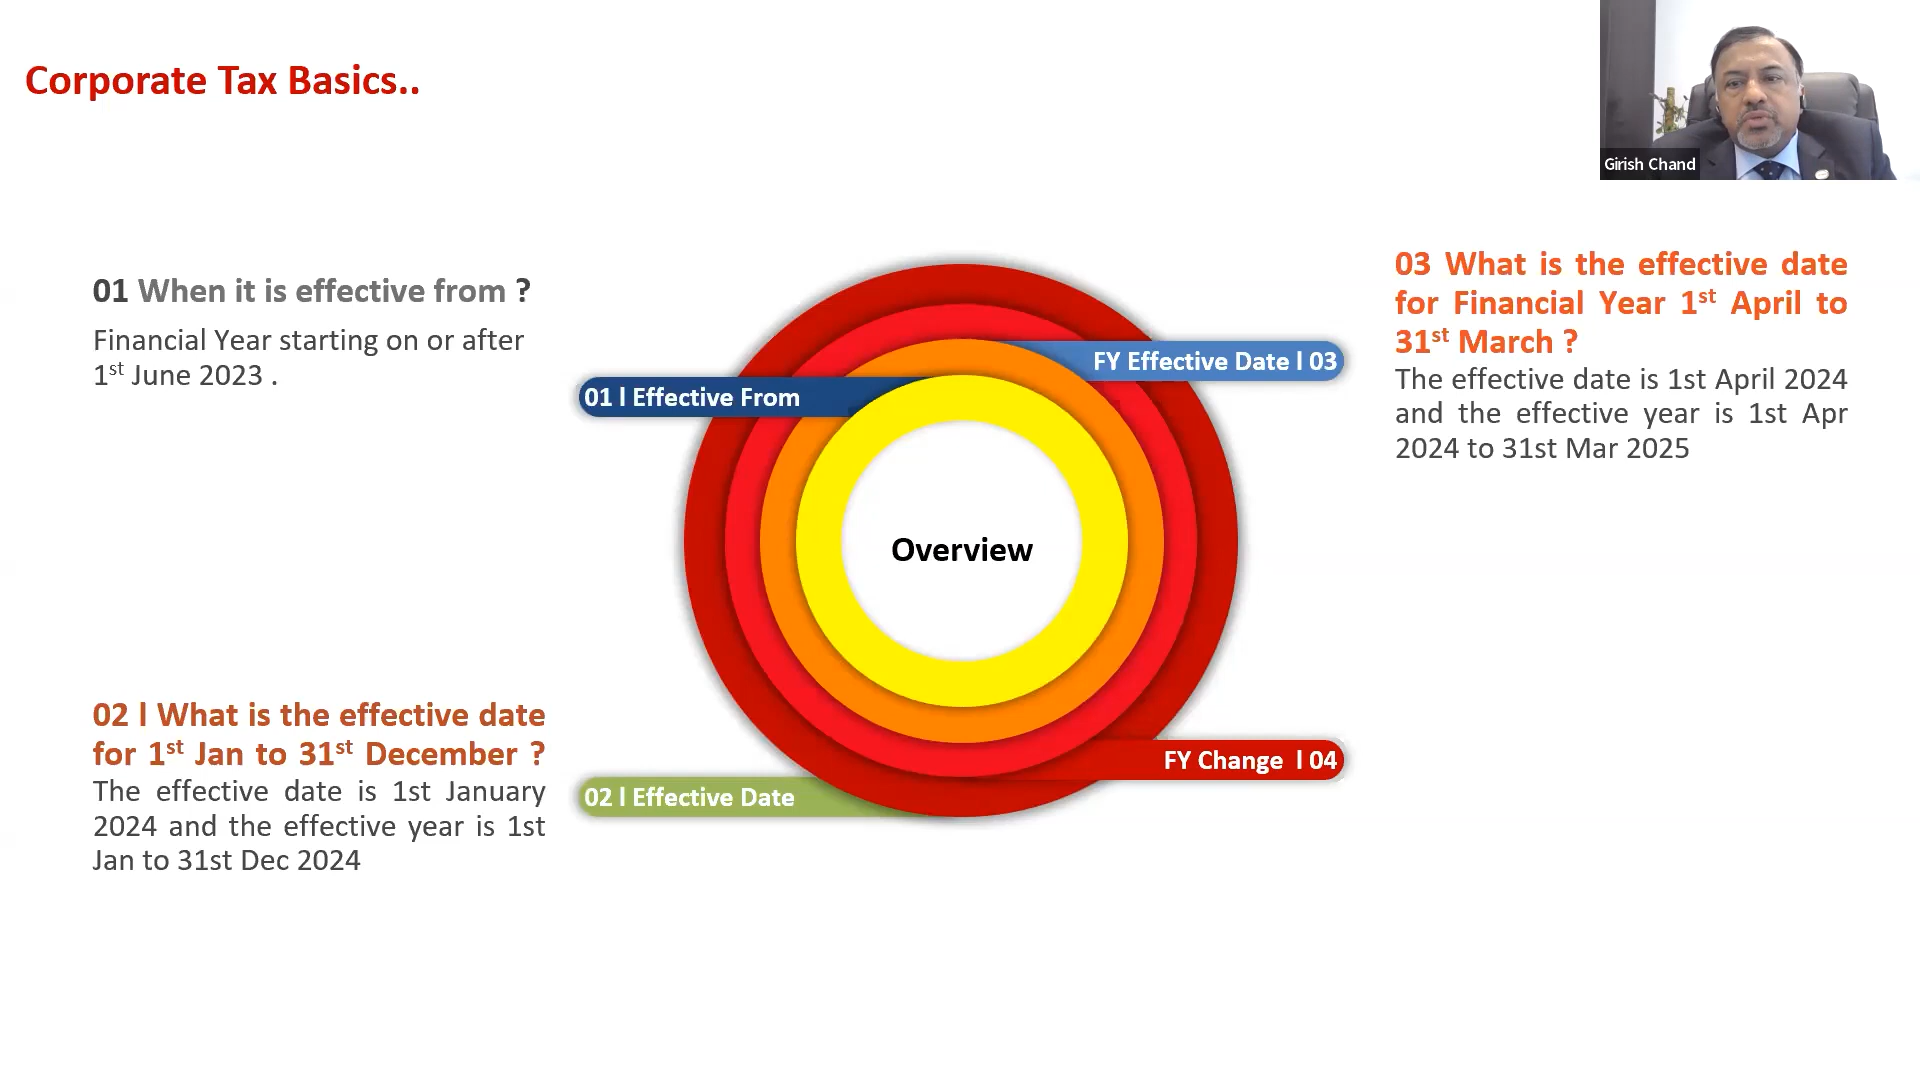 Corporate Tax Basics..
Girish Chand
01 When it is effective from ?
Financial Year starting on or after
1st June 2023 .
03 What is the effective date
for Financial Year 1st April to
31st March ?
The effective date is 1st April 2024
and the effective year is 1st Apr
2024 to 31st Mar 2025
FY Effective Date l 03
01 l Effective From
Overview
02 l What is the effective date
for 1st Jan to 31st December ?
The effective date is 1st January
2024 and the effective year is 1st
Jan to 31st Dec 2024
FY Change l 04
02 l Effective Date